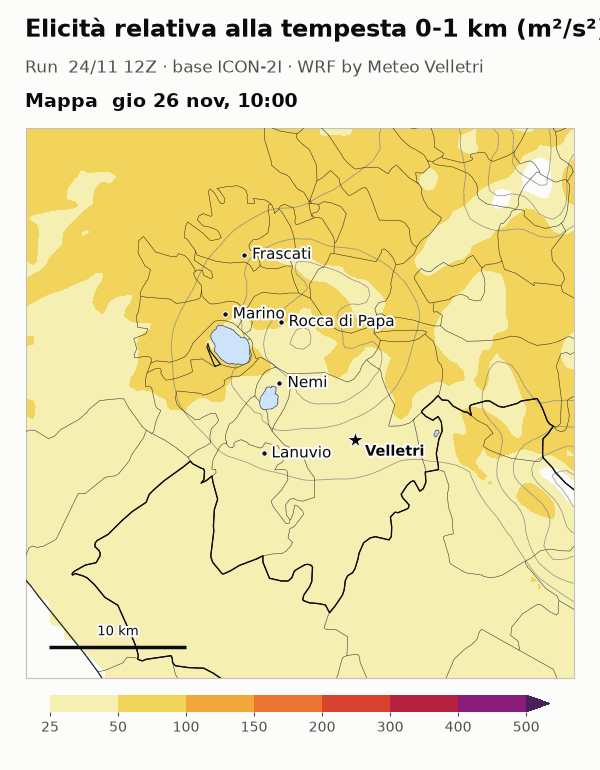 Elicità relativa alla tempesta 0-1 km (m²/s²)
Run  24/11 12Z · base ICON-2I · WRF by Meteo Velletri
Mappa  gio 26 nov, 10:00
Frascati
Marino
Rocca di Papa
Nemi
Velletri
Lanuvio
10 km
25 50 100 150 200 300 400 500